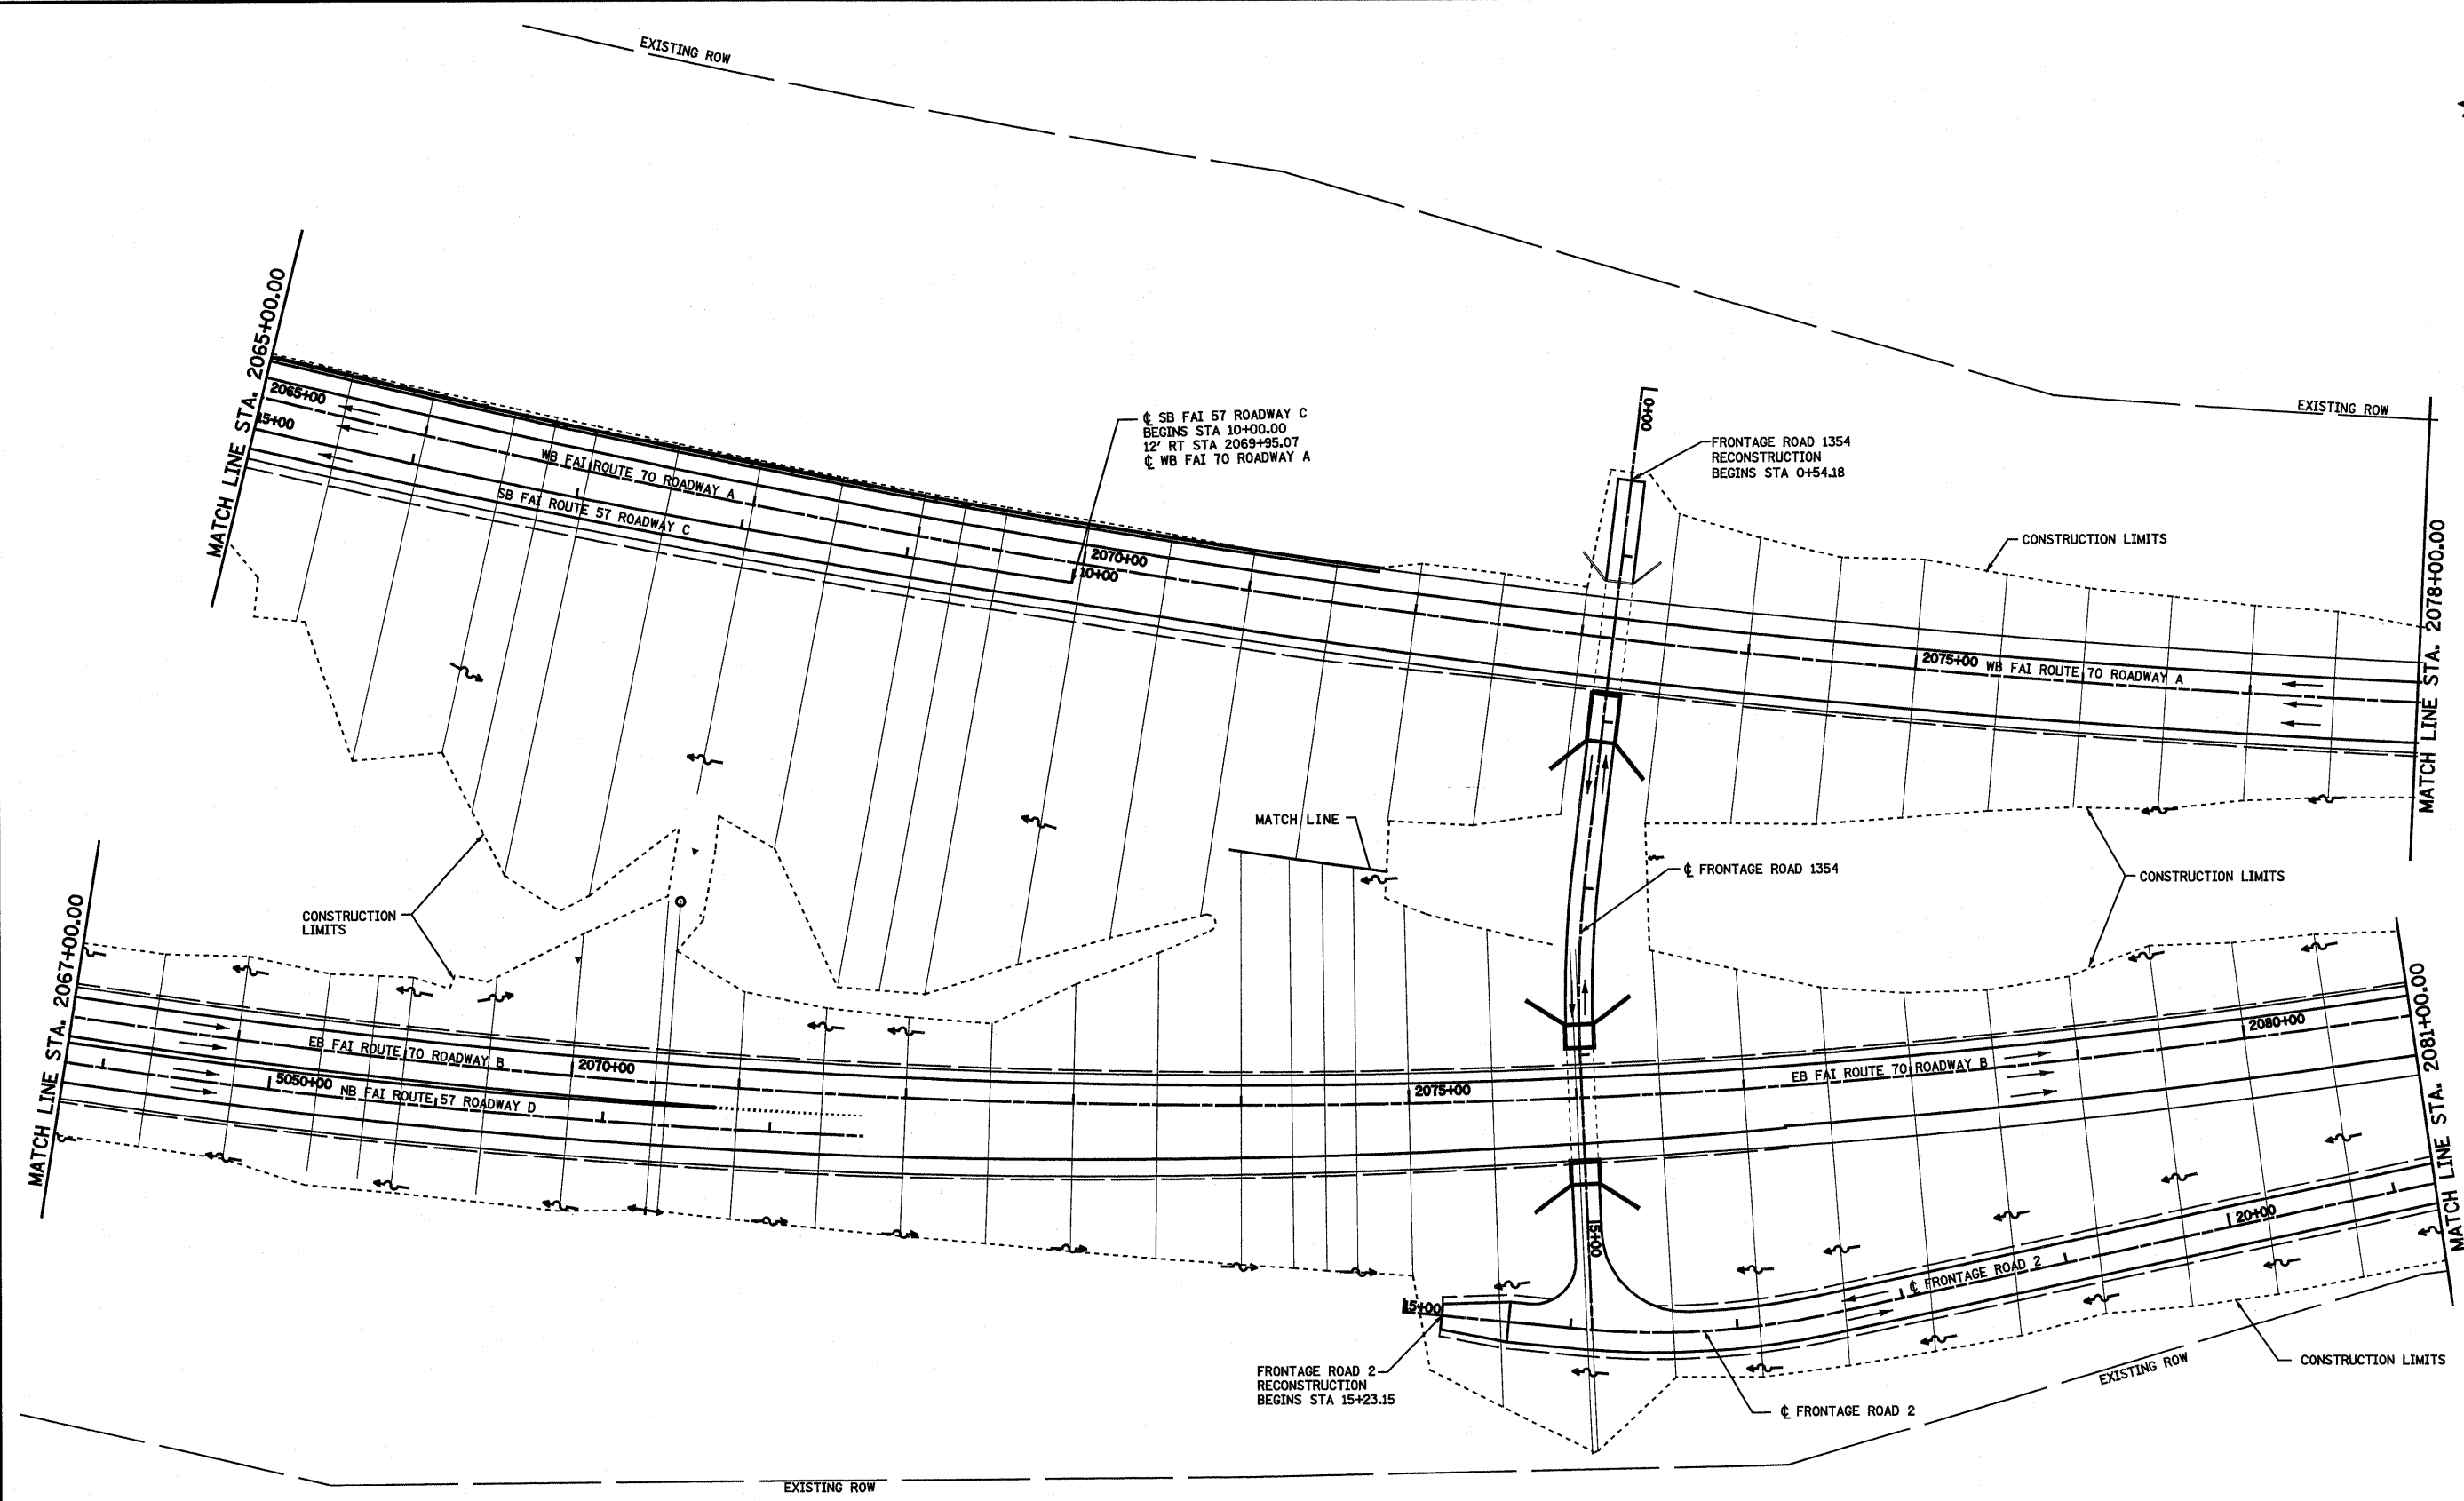 EXISTING ROW
MATCH LINE STA. 2065+00.00
2065+00
15+00
WB FAI ROUTE 70 ROADWAY A
SB FAI ROUTE 57 ROADWAY C
℄ SB FAI 57 ROADWAY C
BEGINS STA 10+00.00
12' RT STA 2069+95.07
℄ WB FAI 70 ROADWAY A
2070+00
10+00
0+00
FRONTAGE ROAD 1354
RECONSTRUCTION
BEGINS STA 0+54.18
EXISTING ROW
CONSTRUCTION LIMITS
2075+00
WB FAI ROUTE 70 ROADWAY A
MATCH LINE STA. 2078+00.00
MATCH LINE
℄ FRONTAGE ROAD 1354
CONSTRUCTION LIMITS
CONSTRUCTION
LIMITS
MATCH LINE STA. 2067+00.00
EB FAI ROUTE 70 ROADWAY B
2070+00
5050+00
NB FAI ROUTE 57 ROADWAY D
2075+00
EB FAI ROUTE 70 ROADWAY B
2080+00
MATCH LINE STA. 2081+00.00
5+00
15+00
℄ FRONTAGE ROAD 2
20+00
FRONTAGE ROAD 2
RECONSTRUCTION
BEGINS STA 15+23.15
℄ FRONTAGE ROAD 2
EXISTING ROW
CONSTRUCTION LIMITS
EXISTING ROW